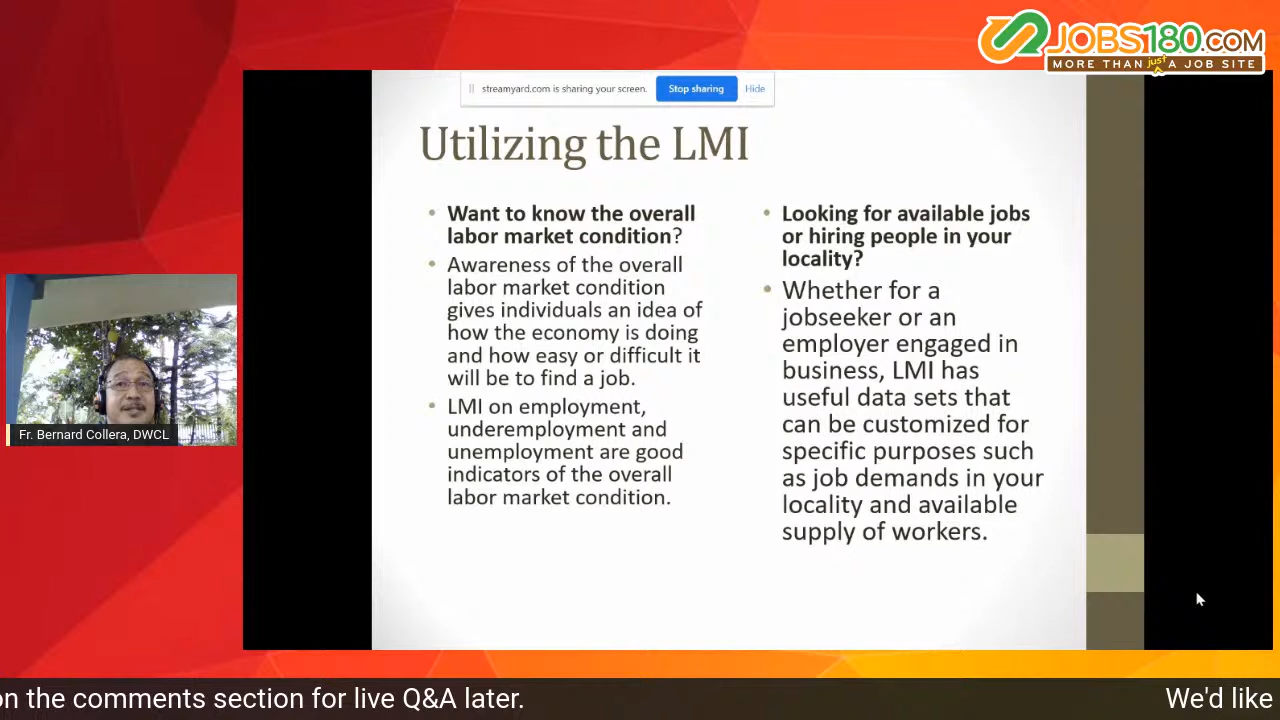 JOBS180.COM
MORE THAN just A JOB SITE
streamyard.com is sharing your screen.
Stop sharing
Hide
Utilizing the LMI
• Want to know the overall
labor market condition?
• Awareness of the overall
labor market condition
gives individuals an idea of
how the economy is doing
and how easy or difficult it
will be to find a job.
• LMI on employment,
underemployment and
unemployment are good
indicators of the overall
labor market condition.
• Looking for available jobs
or hiring people in your
locality?
• Whether for a
jobseeker or an
employer engaged in
business, LMI has
useful data sets that
can be customized for
specific purposes such
as job demands in your
locality and available
supply of workers.
Fr. Bernard Collera, DWCL
on the comments section for live Q&A later.
We'd like